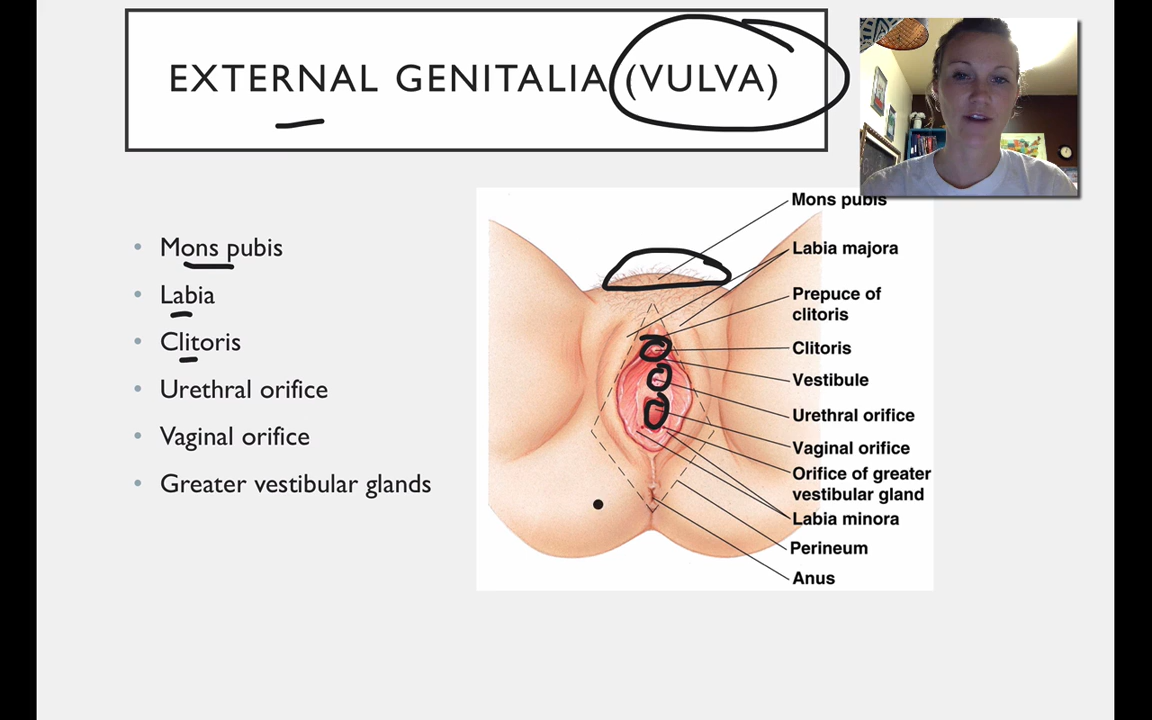 EXTERNAL GENITALIA (VULVA)
• Mons pubis
• Labia
• Clitoris
• Urethral orifice
• Vaginal orifice
• Greater vestibular glands
Mons pubis
Labia majora
Prepuce of
clitoris
Clitoris
Vestibule
Urethral orifice
Vaginal orifice
Orifice of greater
vestibular gland
Labia minora
Perineum
Anus